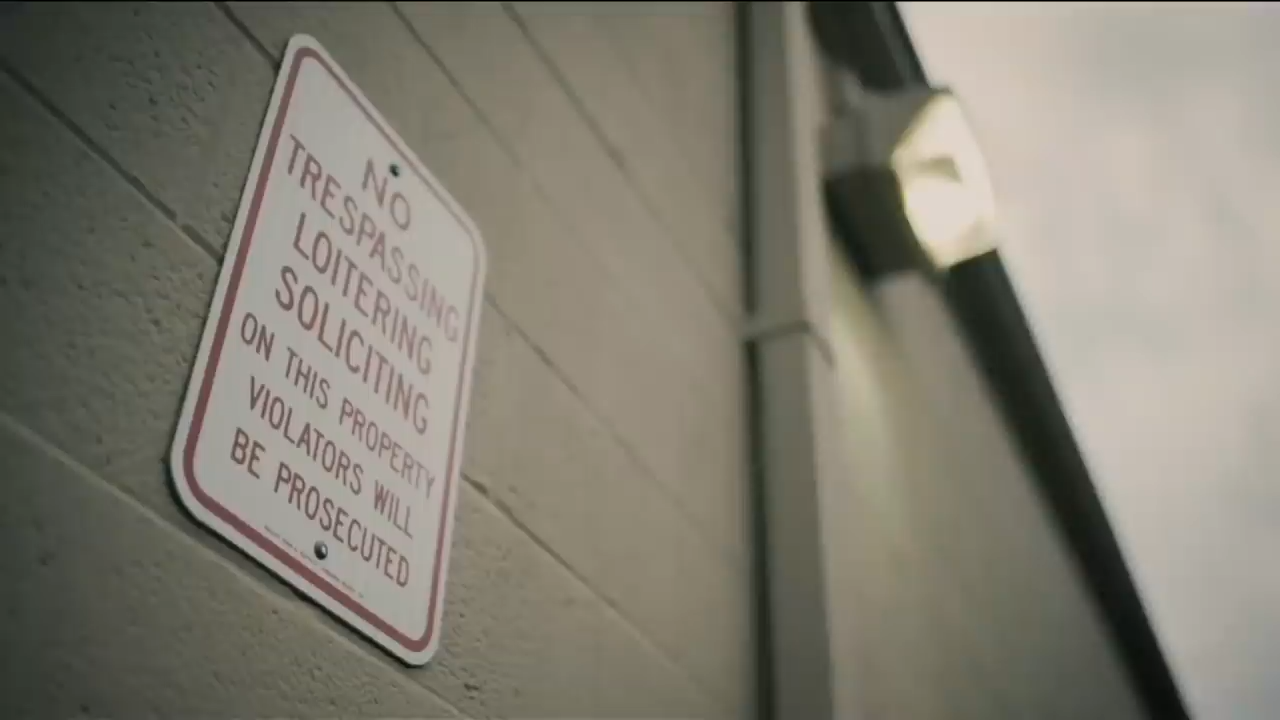 NO
TRESPASSING
LOITERING
SOLICITING
ON THIS PROPERTY
VIOLATORS WILL
BE PROSECUTED